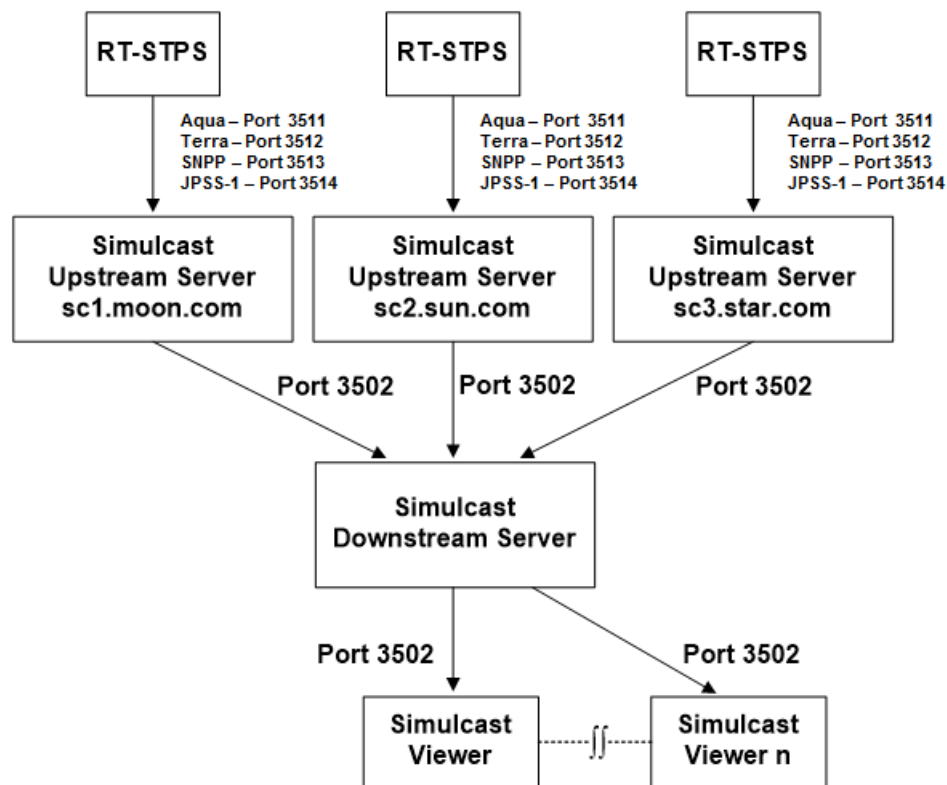 RT-STPS
RT-STPS
RT-STPS
Aqua – Port 3511
Terra – Port 3512
SNPP – Port 3513
JPSS-1 – Port 3514
Aqua – Port 3511
Terra – Port 3512
SNPP – Port 3513
JPSS-1 – Port 3514
Aqua – Port 3511
Terra – Port 3512
SNPP – Port 3513
JPSS-1 – Port 3514
Simulcast
Upstream Server
sc1.moon.com
Simulcast
Upstream Server
sc2.sun.com
Simulcast
Upstream Server
sc3.star.com
Port 3502
Port 3502
Port 3502
Simulcast
Downstream Server
Port 3502
Port 3502
Simulcast
Viewer
Simulcast
Viewer n